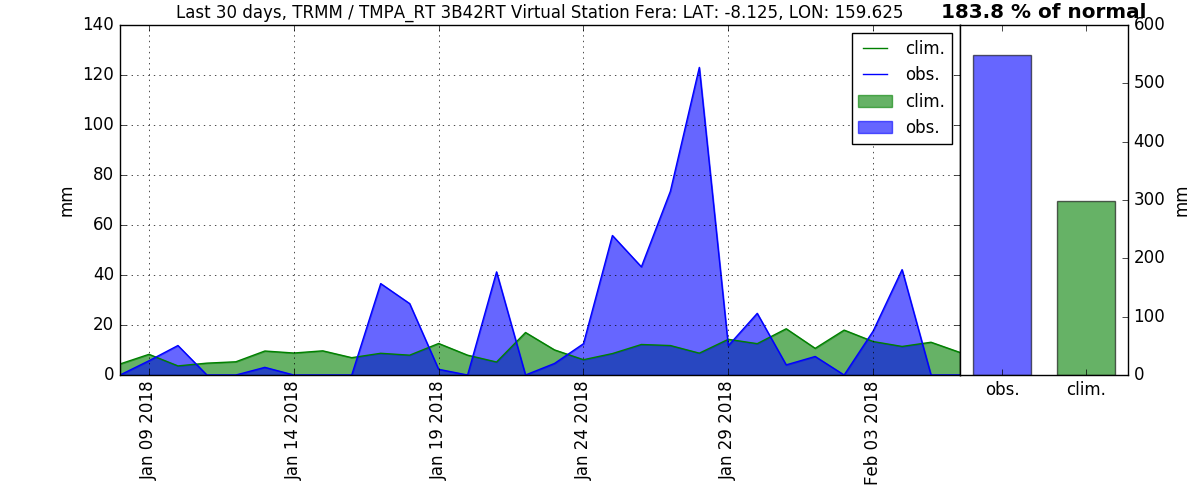 Last 30 days, TRMM / TMPA_RT 3B42RT Virtual Station Fera: LAT: -8.125, LON: 159.625
183.8 % of normal
140
120
100
80
60
40
20
0
mm
clim.
obs.
clim.
obs.
Jan 09 2018
Jan 14 2018
Jan 19 2018
Jan 24 2018
Jan 29 2018
Feb 03 2018
600
500
400
300
200
100
0
mm
obs.
clim.